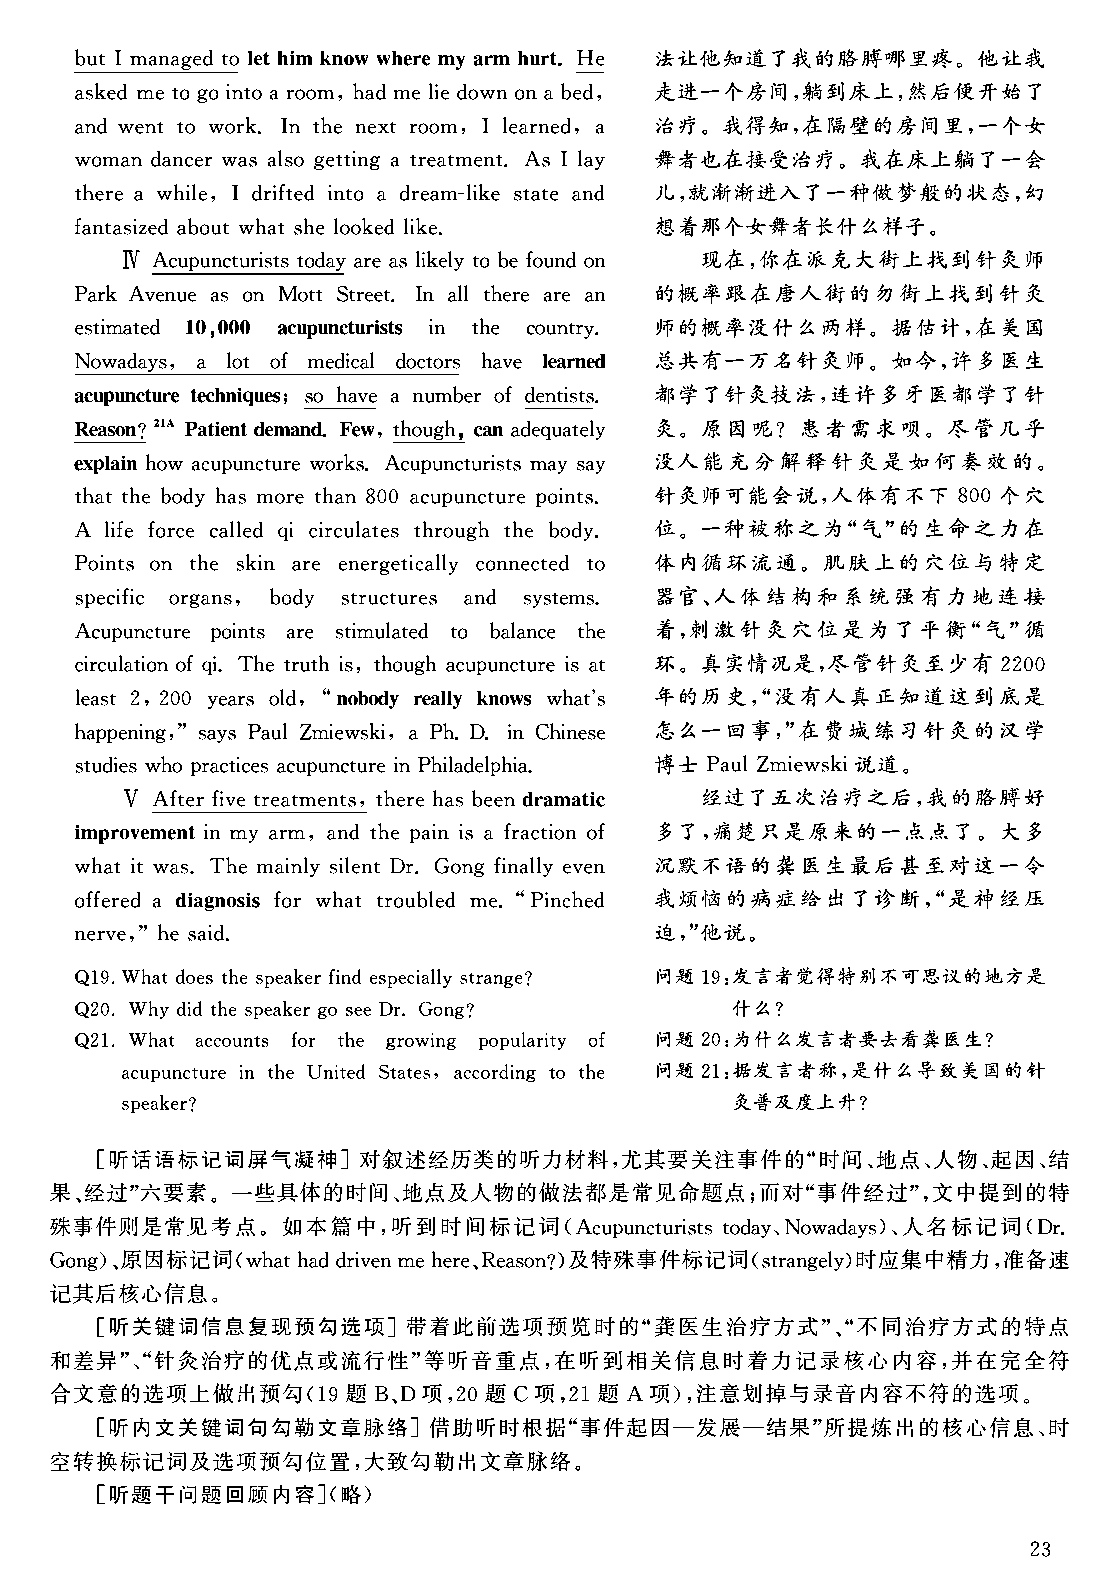 but I managed to let him know where my arm hurt. He
asked me to go into a room, had me lie down on a bed,
and went to work. In the next room, I learned, a
woman dancer was also getting a treatment. As I lay
there a while, I drifted into a dream-like state and
fantasized about what she looked like.
Ⅳ Acupuncturists today are as likely to be found on
Park Avenue as on Mott Street. In all there are an
estimated 10,000 acupuncturists in the country.
Nowadays, a lot of medical doctors have learned
acupuncture techniques; so have a number of dentists.
Reason? 21A Patient demand. Few, though, can adequately
explain how acupuncture works. Acupuncturists may say
that the body has more than 800 acupuncture points.
A life force called qi circulates through the body.
Points on the skin are energetically connected to
specific organs, body structures and systems.
Acupuncture points are stimulated to balance the
circulation of qi. The truth is, though acupuncture is at
least 2,200 years old, "nobody really knows what's
happening," says Paul Zmiewski, a Ph. D. in Chinese
studies who practices acupuncture in Philadelphia.
Ⅴ After five treatments, there has been dramatic
improvement in my arm, and the pain is a fraction of
what it was. The mainly silent Dr. Gong finally even
offered a diagnosis for what troubled me. "Pinched
nerve," he said.
Q19. What does the speaker find especially strange?
Q20. Why did the speaker go see Dr. Gong?
Q21. What accounts for the growing popularity of
acupuncture in the United States, according to the
speaker?
法让他知道了我的胳膊哪里疼。他让我
走进一个房间,躺到床上,然后便开始了
治疗。我得知,在隔壁的房间里,一个女
舞者也在接受治疗。我在床上躺了一会
儿,就渐渐进入了一种做梦般的状态,幻
想着那个女舞者长什么样子。
现在,你在派克大街上找到针灸师
的概率跟在唐人街的勿街上找到针灸
师的概率没什么两样。据估计,在美国
总共有一万名针灸师。如今,许多医生
都学了针灸技法,连许多牙医都学了针
灸。原因呢?患者需求呗。尽管几乎
没人能充分解释针灸是如何奏效的。
针灸师可能会说,人体有不下 800 个穴
位。一种被称之为“气”的生命之力在
体内循环流通。肌肤上的穴位与特定
器官、人体结构和系统强有力地连接
着,刺激针灸穴位是为了平衡“气”循
环。真实情况是,尽管针灸至少有 2200
年的历史,“没有人真正知道这到底是
怎么一回事,”在费城练习针灸的汉学
博士 Paul Zmiewski 说道。
经过了五次治疗之后,我的胳膊好
多了,痛楚只是原来的一点点了。大多
沉默不语的龚医生最后甚至对这一令
我烦恼的病症给出了诊断,“是神经压
迫,”他说。
问题 19:发言者觉得特别不可思议的地方是
什么?
问题 20:为什么发言者要去看龚医生?
问题 21:据发言者称,是什么导致美国的针
灸普及度上升?
[听话语标记词屏气凝神] 对叙述经历类的听力材料,尤其要关注事件的“时间、地点、人物、起因、结
果、经过”六要素。一些具体的时间、地点及人物的做法都是常见命题点;而对“事件经过”,文中提到的特
殊事件则是常见考点。如本篇中,听到时间标记词(Acupuncturists today、Nowadays)、人名标记词(Dr.
Gong)、原因标记词(what had driven me here、Reason?)及特殊事件标记词(strangely)时应集中精力,准备速
记其后核心信息。
[听关键词信息复现预勾选项] 带着此前选项预览时的“龚医生治疗方式”、“不同治疗方式的特点
和差异”、“针灸治疗的优点或流行性”等听音重点,在听到相关信息时着力记录核心内容,并在完全符
合文意的选项上做出预勾(19 题 B、D 项,20 题 C 项,21 题 A 项),注意划掉与录音内容不符的选项。
[听内文关键词句勾勒文章脉络] 借助听时根据“事件起因—发展—结果”所提炼出的核心信息、时
空转换标记词及选项预勾位置,大致勾勒出文章脉络。
[听题干问题回顾内容](略)
23